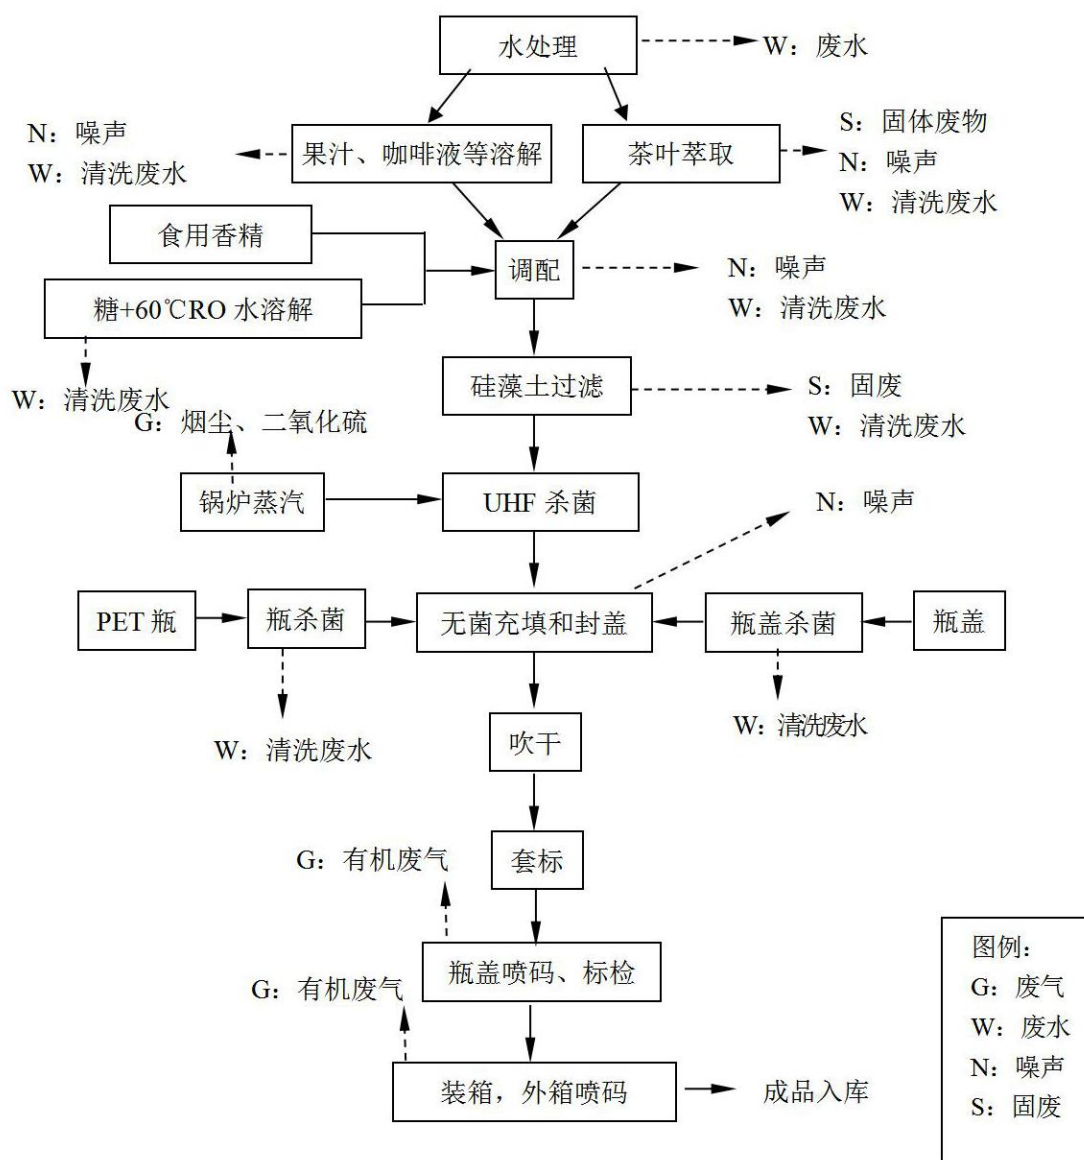 水处理
W：废水
N：噪声
W：清洗废水
果汁、咖啡液等溶解
茶叶萃取
S：固体废物
N：噪声
W：清洗废水
食用香精
调配
N：噪声
W：清洗废水
糖+60℃RO 水溶解
W：清洗废水
硅藻土过滤
S：固废
W：清洗废水
G：烟尘、二氧化硫
锅炉蒸汽
UHF 杀菌
N：噪声
PET 瓶
瓶杀菌
无菌充填和封盖
瓶盖杀菌
瓶盖
W：清洗废水
W：清洗废水
吹干
套标
G：有机废气
瓶盖喷码、标检
G：有机废气
装箱，外箱喷码
成品入库
图例：
G：废气
W：废水
N：噪声
S：固废